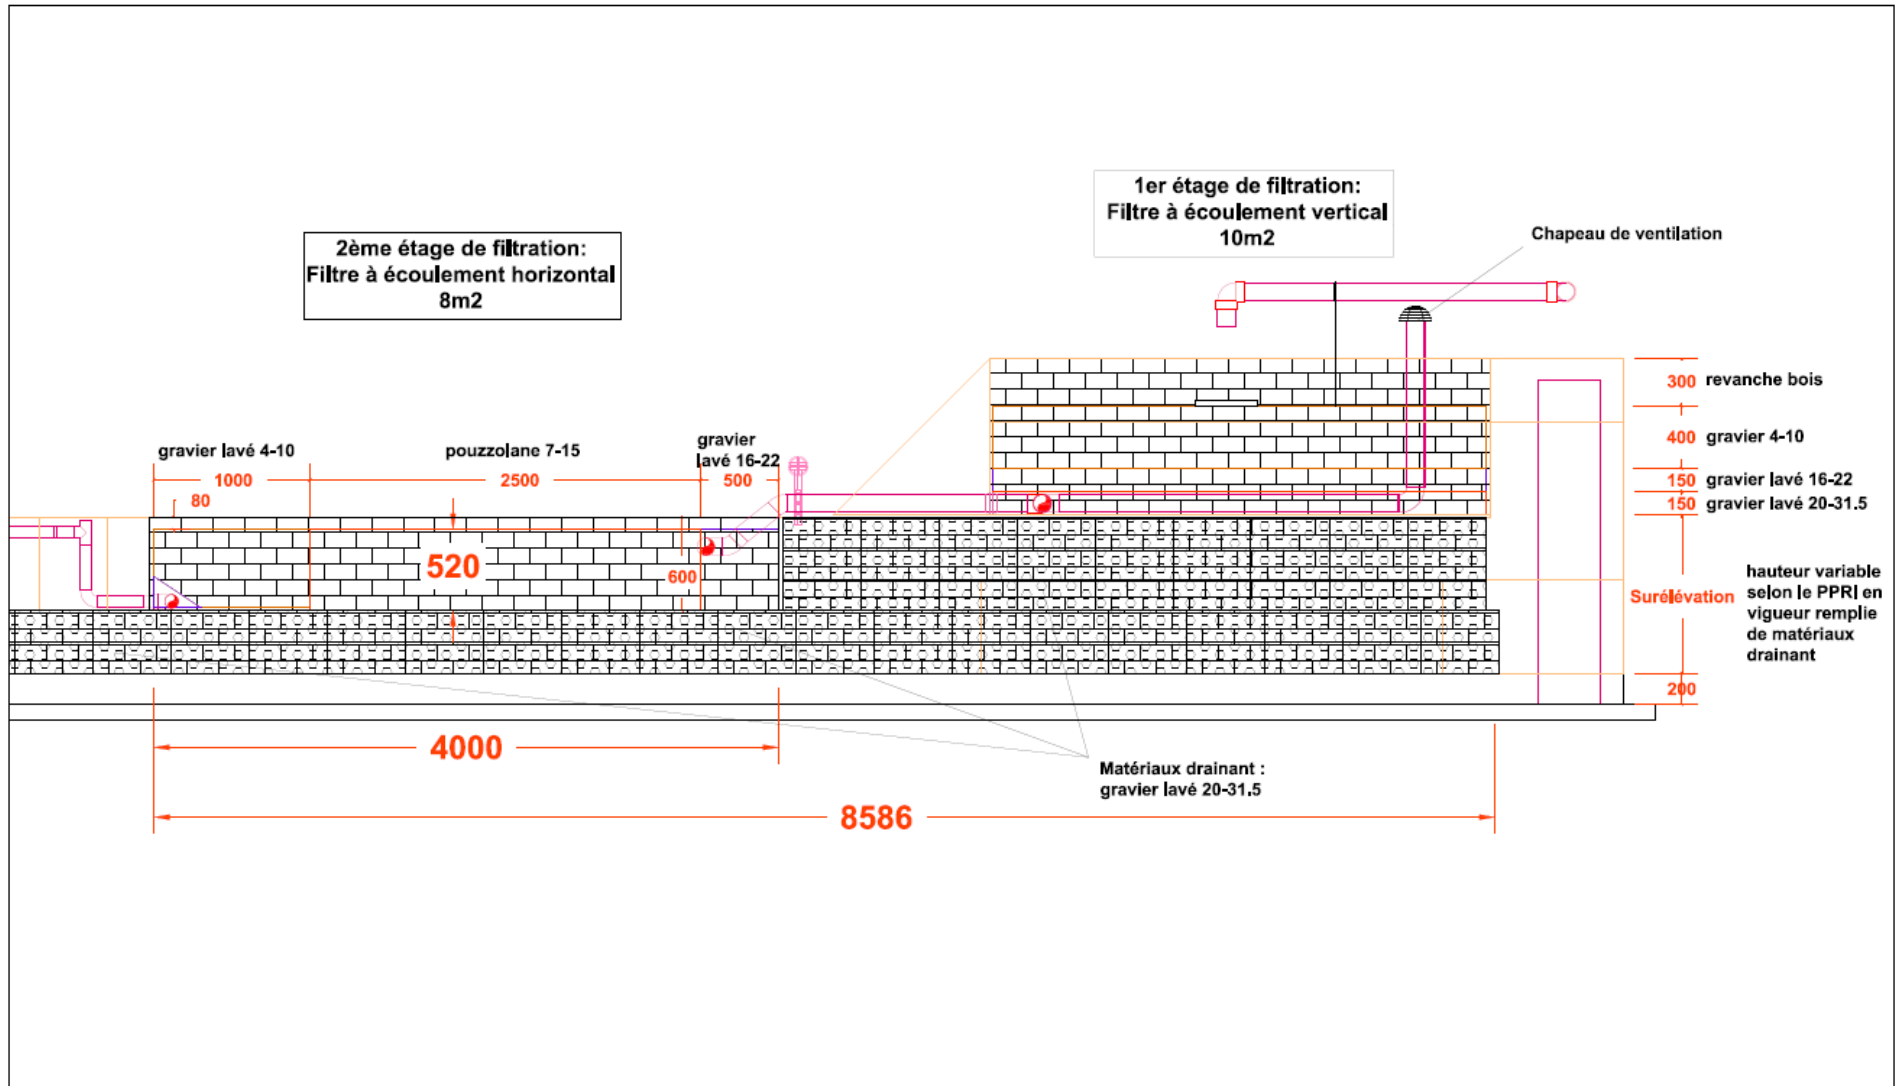 1er étage de filtration:
Filtre à écoulement vertical
10m2
Chapeau de ventilation
2ème étage de filtration:
Filtre à écoulement horizontal
8m2
300 revanche bois
400 gravier 4-10
150 gravier lavé 16-22
150 gravier lavé 20-31.5
gravier lavé 4-10
pouzzolane 7-15
gravier
lavé 16-22
1000
2500
500
80
520
600
Surélévation
hauteur variable
selon le PPRI en
vigueur remplie
de matériaux
drainant
200
4000
Matériaux drainant :
gravier lavé 20-31.5
8586